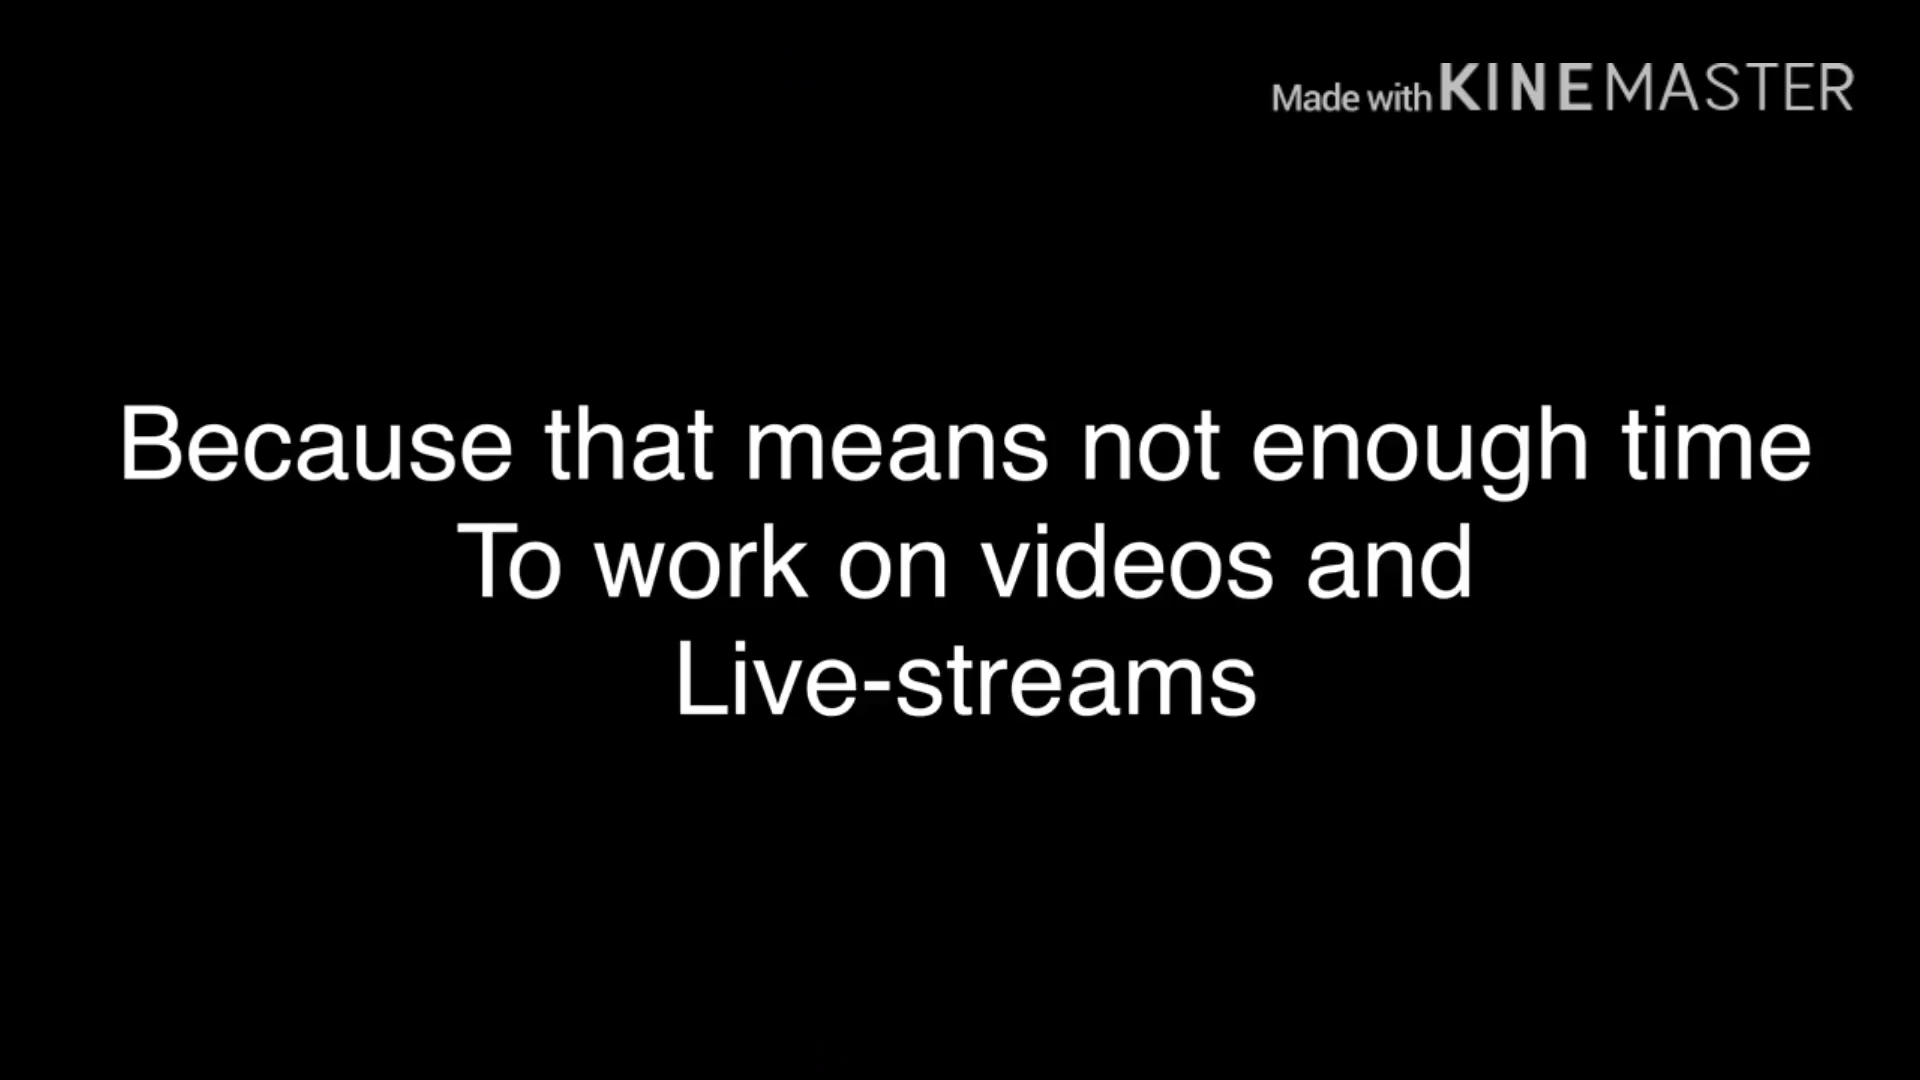 Made with KINEMASTER
Because that means not enough time
To work on videos and
Live-streams